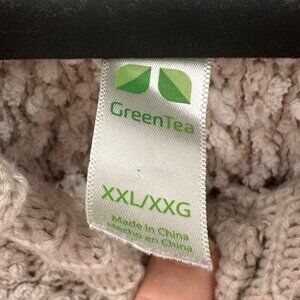 GreenTea
XXL/XXG
Made in China
Hecho en China